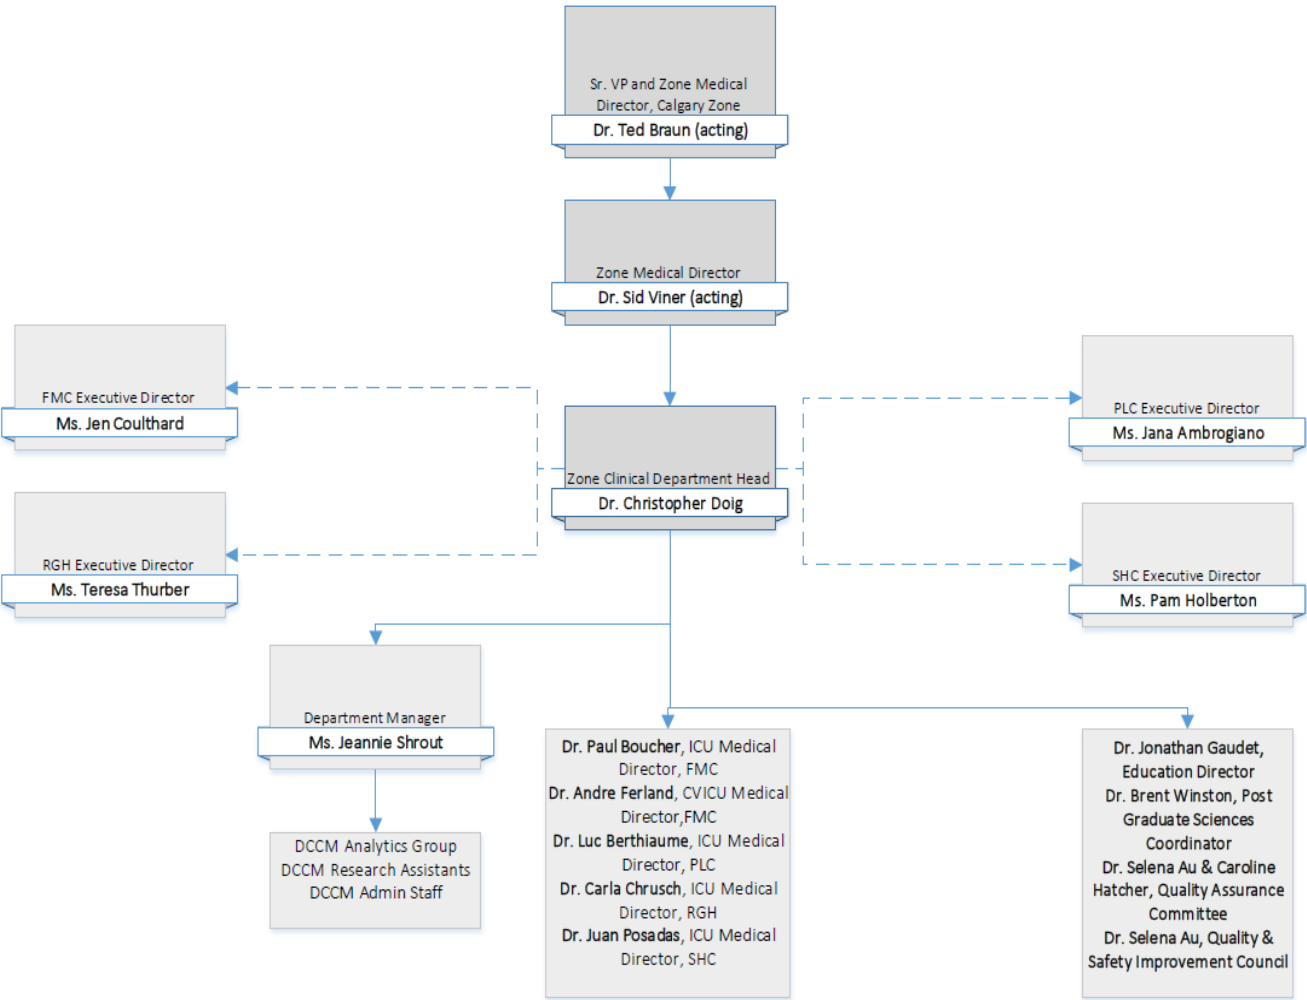 Sr. VP and Zone Medical
Director, Calgary Zone
Dr. Ted Braun (acting)
Zone Medical Director
Dr. Sid Viner (acting)
FMC Executive Director
Ms. Jen Coulthard
PLC Executive Director
Ms. Jana Ambrogiano
Zone Clinical Department Head
Dr. Christopher Doig
RGH Executive Director
Ms. Teresa Thurber
SHC Executive Director
Ms. Pam Holberton
Department Manager
Ms. Jeannie Shrout
DCCM Analytics Group
DCCM Research Assistants
DCCM Admin Staff
Dr. Paul Boucher, ICU Medical
Director, FMC
Dr. Andre Ferland, CVICU Medical
Director,FMC
Dr. Luc Berthiaume, ICU Medical
Director, PLC
Dr. Carla Chrusch, ICU Medical
Director, RGH
Dr. Juan Posadas, ICU Medical
Director, SHC
Dr. Jonathan Gaudet,
Education Director
Dr. Brent Winston, Post
Graduate Sciences
Coordinator
Dr. Selena Au & Caroline
Hatcher, Quality Assurance
Committee
Dr. Selena Au, Quality &
Safety Improvement Council